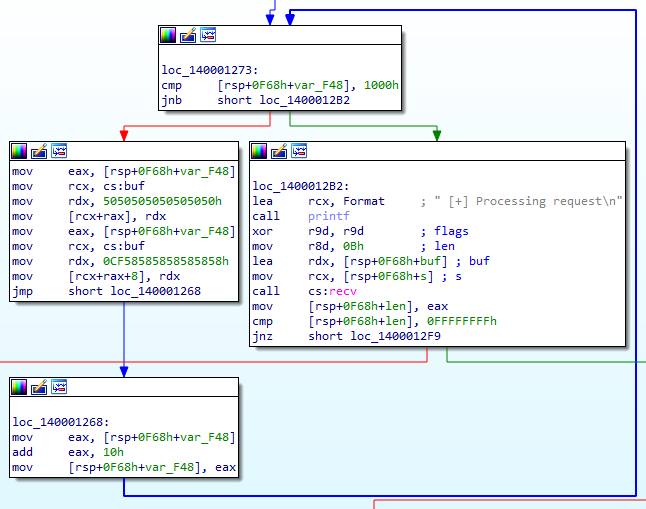 loc_140001273:
cmp [rsp+0F68h+var_F48], 1000h
jnb short loc_1400012B2
mov eax, [rsp+0F68h+var_F48]
mov rcx, cs:buf
mov rdx, 5050505050505050h
mov [rcx+rax], rdx
mov eax, [rsp+0F68h+var_F48]
mov rcx, cs:buf
mov rdx, 0CF58585858585858h
mov [rcx+rax+8], rdx
jmp short loc_140001268
loc_1400012B2:
lea rcx, Format ; " [+] Processing request\n"
call printf
xor r9d, r9d ; flags
mov r8d, 0Bh ; len
lea rdx, [rsp+0F68h+buf] ; buf
mov rcx, [rsp+0F68h+s] ; s
call cs:recv
mov [rsp+0F68h+len], eax
cmp [rsp+0F68h+len], 0FFFFFFFFh
jnz short loc_1400012F9
loc_140001268:
mov eax, [rsp+0F68h+var_F48]
add eax, 10h
mov [rsp+0F68h+var_F48], eax